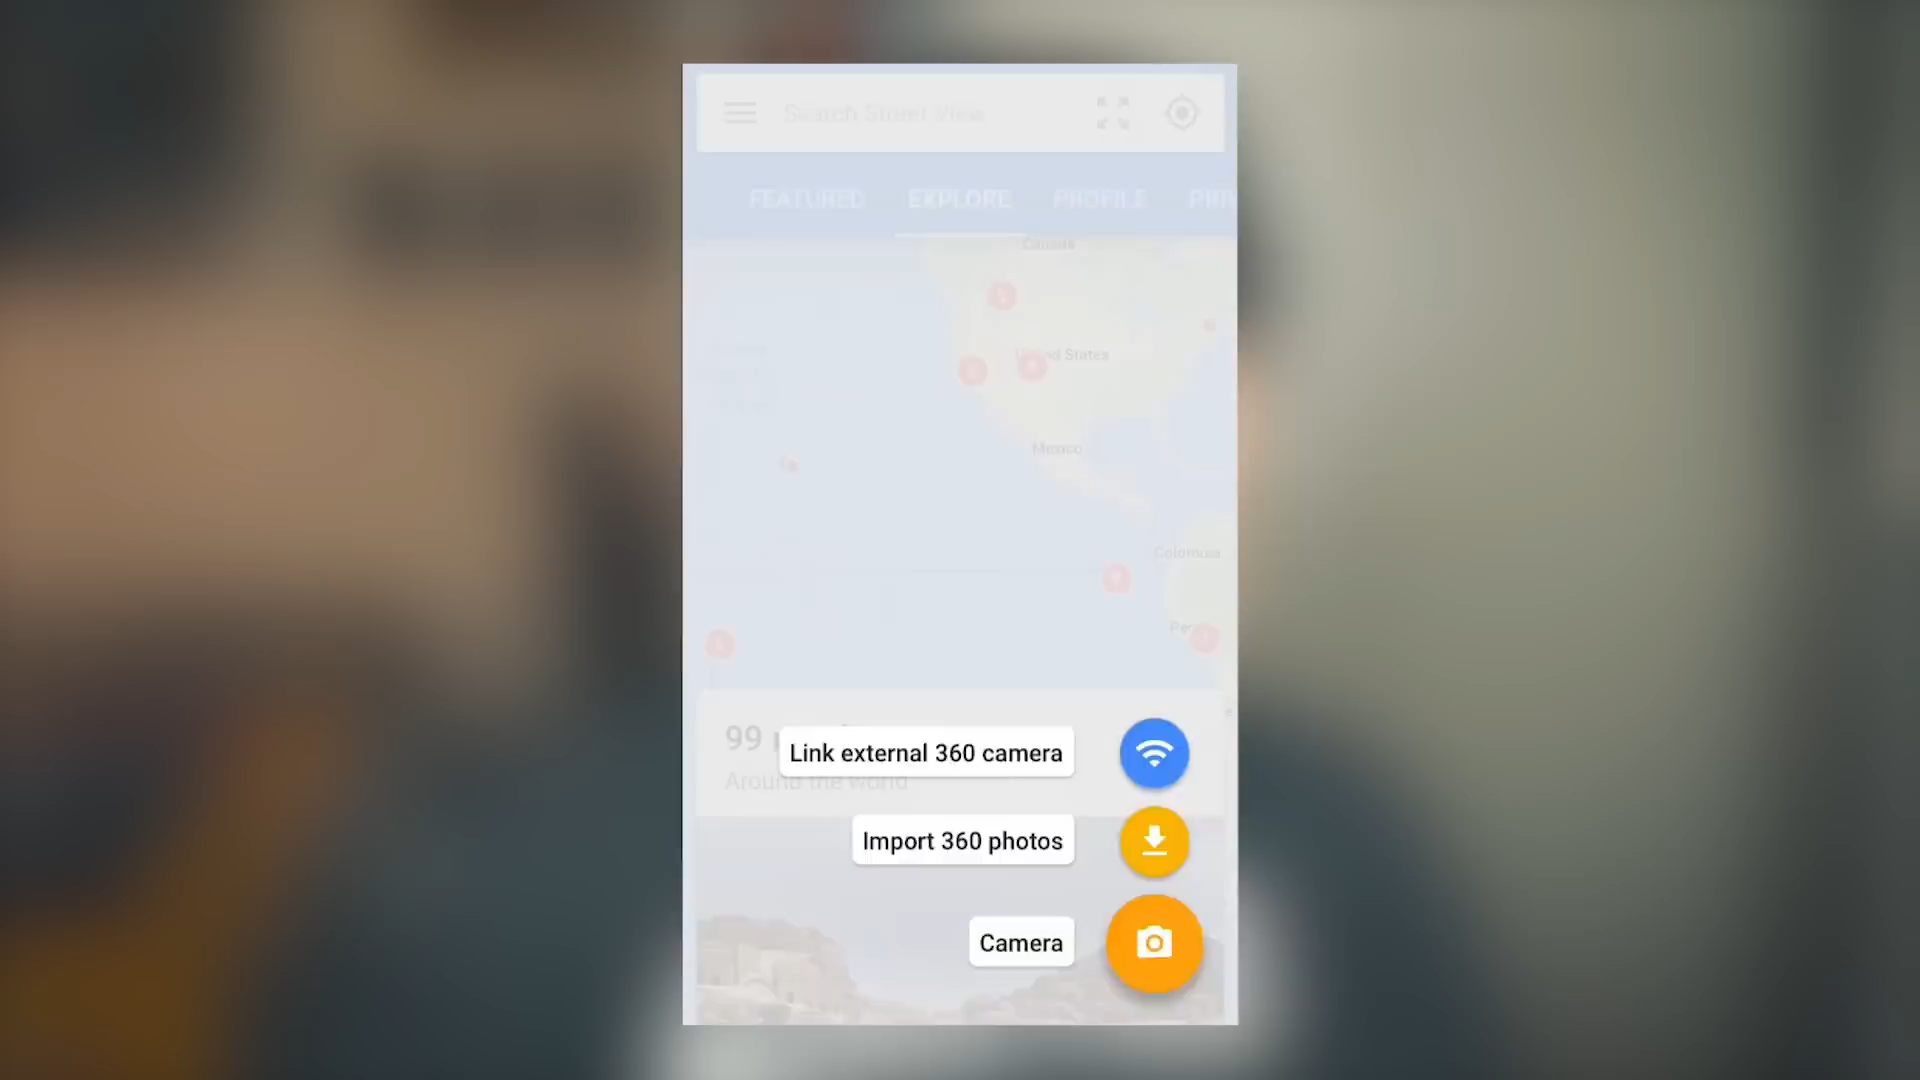 Search Street View
FEATURED EXPLORE PROFILE
Canada
United States
Mexico
Colombia
99
Link external 360 camera
Around the world
Import 360 photos
Camera